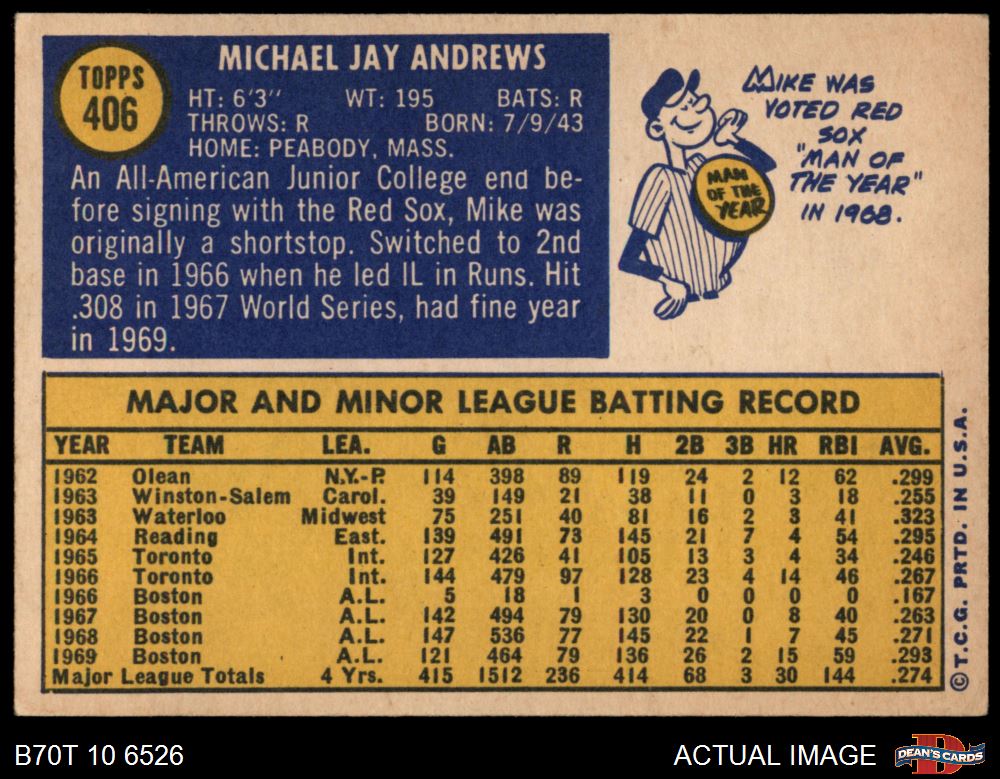 TOPPS
406
MICHAEL JAY ANDREWS
HT: 6'3" WT: 195 BATS: R
THROWS: R BORN: 7/9/43
HOME: PEABODY, MASS.
An All-American Junior College end be-
fore signing with the Red Sox, Mike was
originally a shortstop. Switched to 2nd
base in 1966 when he led IL in Runs. Hit
.308 in 1967 World Series, had fine year
in 1969.
MAN
OF THE
YEAR
MIKE WAS
VOTED RED
SOX
"MAN OF
THE YEAR"
IN 1968.
MAJOR AND MINOR LEAGUE BATTING RECORD
YEAR TEAM LEA. G AB R H 2B 3B HR RBI AVG.
1962 Olean N.Y.-P. 114 398 89 119 24 2 12 62 .299
1963 Winston-Salem Carol. 39 149 21 38 11 0 3 18 .255
1963 Waterloo Midwest 75 251 40 81 16 2 3 41 .323
1964 Reading East. 139 491 73 145 21 7 4 54 .295
1965 Toronto Int. 127 426 41 105 13 3 4 34 .246
1966 Toronto Int. 144 479 97 128 23 4 14 46 .267
1966 Boston A.L. 5 18 1 3 0 0 0 0 .167
1967 Boston A.L. 142 494 79 130 20 0 8 40 .263
1968 Boston A.L. 147 536 77 145 22 1 7 45 .271
1969 Boston A.L. 121 464 79 136 26 2 15 59 .293
Major League Totals 4 Yrs. 415 1512 236 414 68 3 30 144 .274
©T.C.G. PRTD. IN U.S.A.
B70T 10 6526
ACTUAL IMAGE
DEAN'S CARDS